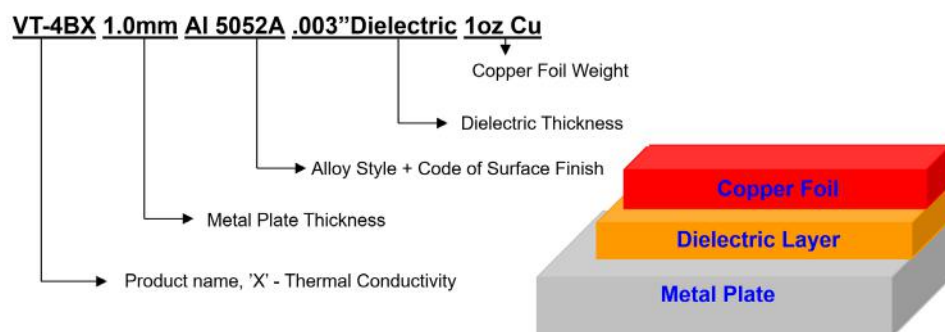 VT-4BX 1.0mm Al 5052A .003”Dielectric 1oz Cu
Copper Foil Weight
Dielectric Thickness
Alloy Style + Code of Surface Finish
Metal Plate Thickness
Product name, ’X’ - Thermal Conductivity
Copper Foil
Dielectric Layer
Metal Plate